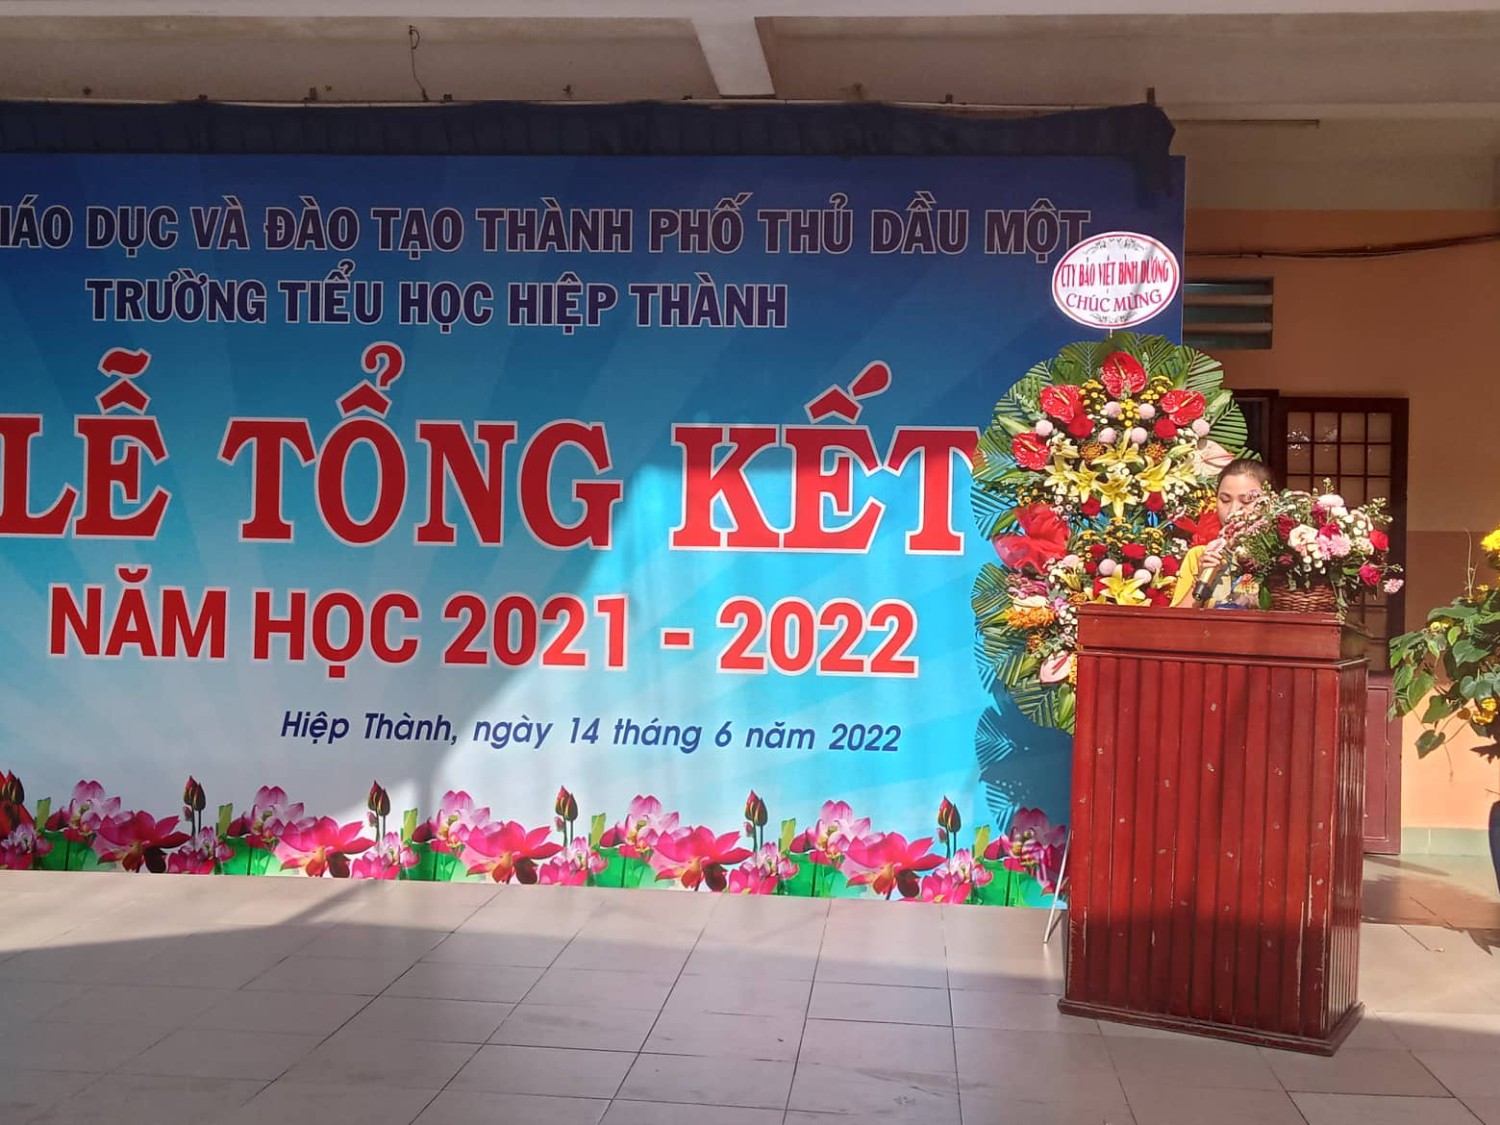 GIÁO DỤC VÀ ĐÀO TẠO THÀNH PHỐ THỦ DẦU MỘT
TRƯỜNG TIỂU HỌC HIỆP THÀNH
LỄ TỔNG KẾT
NĂM HỌC 2021 - 2022
Hiệp Thành, ngày 14 tháng 6 năm 2022
CTY BẢO VIỆT BÌNH DƯƠNG
CHÚC MỪNG